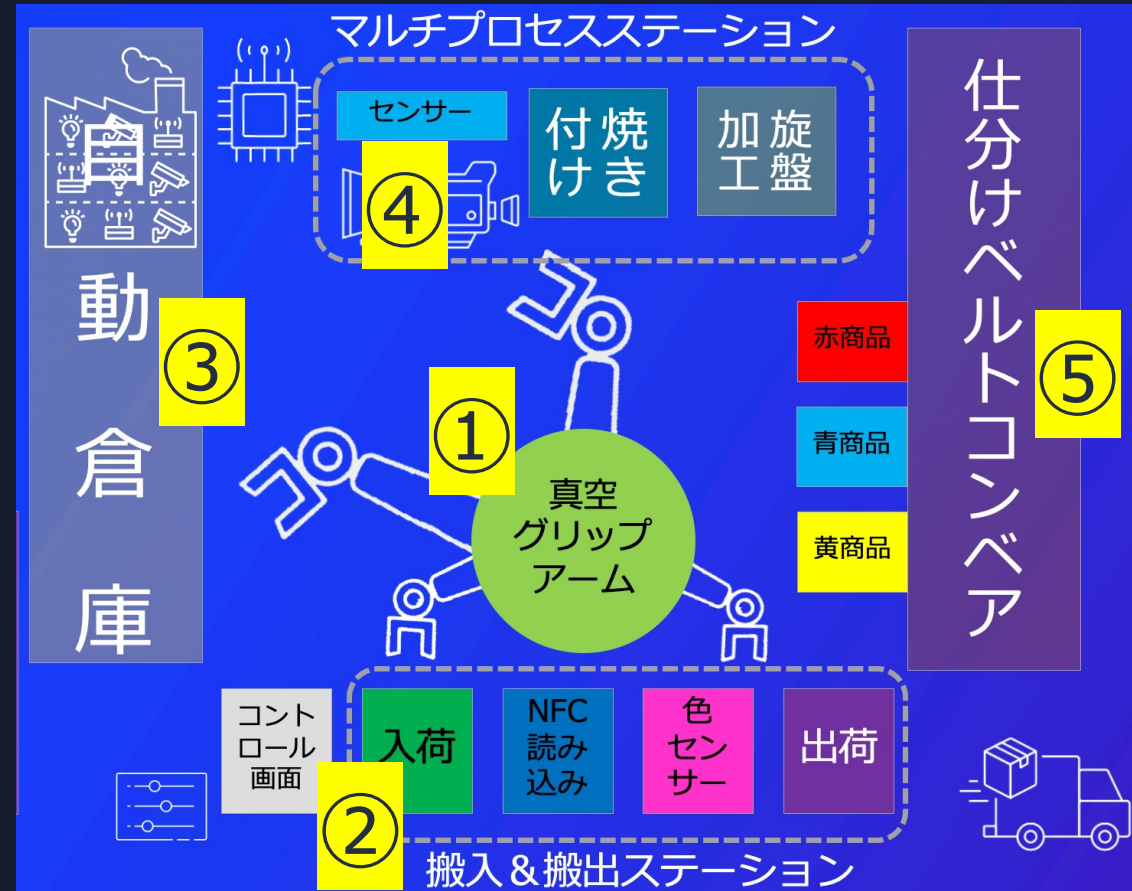 マルチプロセスステーション
センサー
④
付焼
けき
加旋
工盤
自
動
倉
庫
③
①
真空
グリップ
アーム
赤商品
青商品
黄商品
仕分けベルトコンベア
⑤
コント
ロール
画面
②
入荷
NFC
読み
込み
色
セン
サー
出荷
搬入&搬出ステーション